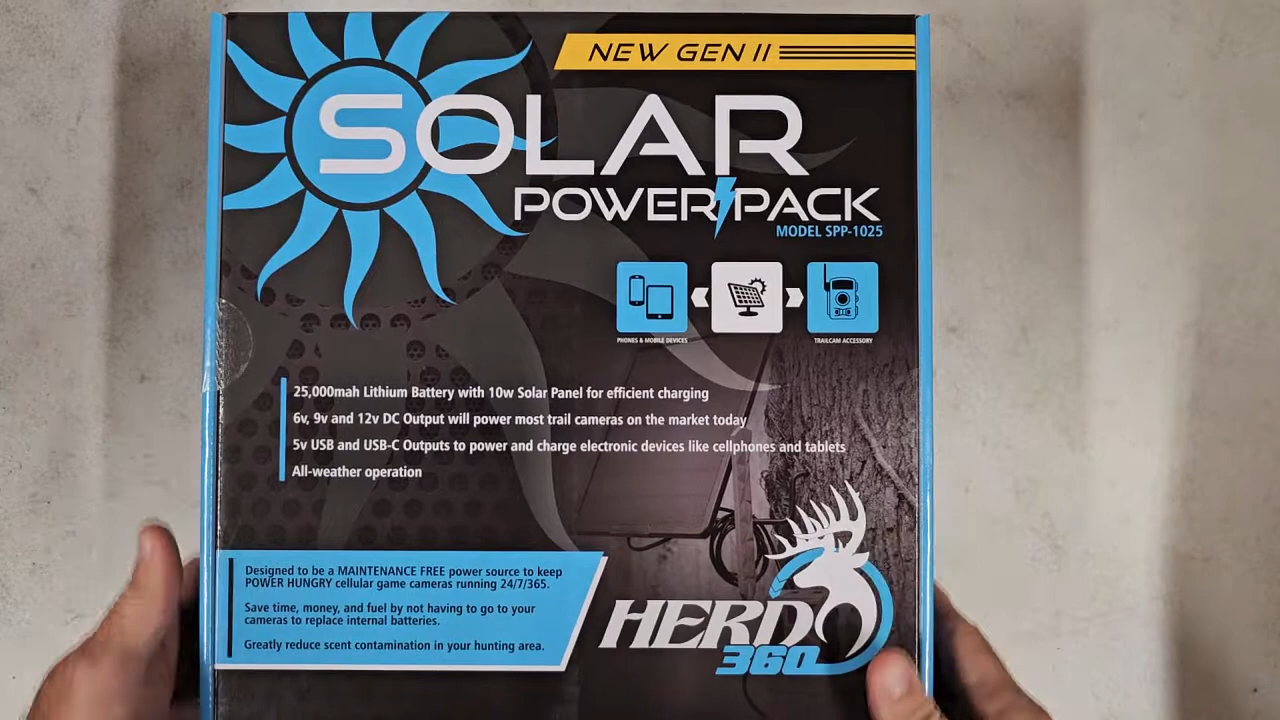 NEW GEN II
SOLAR
POWER PACK
MODEL SPP-1025
PHONES & MOBILE DEVICES
TRAILCAM ACCESSORY
25,000mah Lithium Battery with 10w Solar Panel for efficient charging
6v, 9v and 12v DC Output will power most trail cameras on the market today
5v USB and USB-C Outputs to power and charge electronic devices like cellphones and tablets
All-weather operation
Designed to be a MAINTENANCE FREE power source to keep
POWER HUNGRY cellular game cameras running 24/7/365.
Save time, money, and fuel by not having to go to your
cameras to replace internal batteries.
Greatly reduce scent contamination in your hunting area.
HERD
360